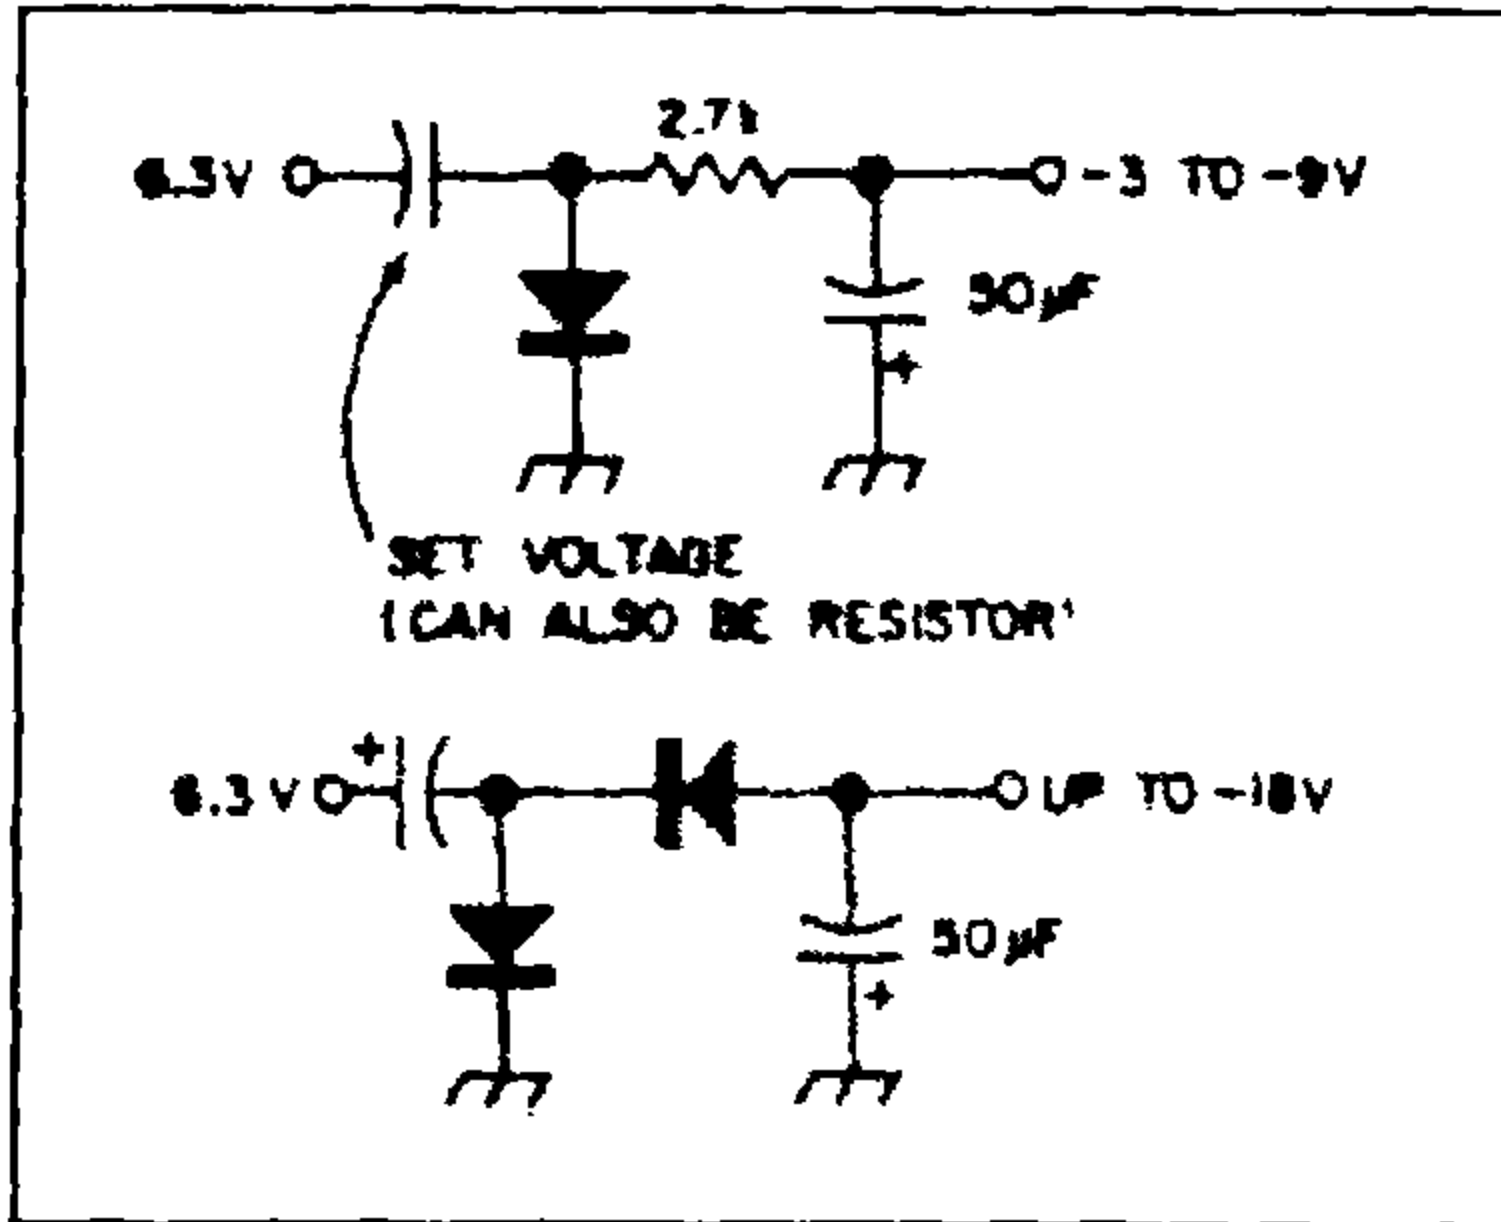 2.7k
6.3V
-3 TO -9V
50µF
+
SET VOLTAGE
(CAN ALSO BE RESISTOR)
+
6.3V
UP TO -18V
50µF
+